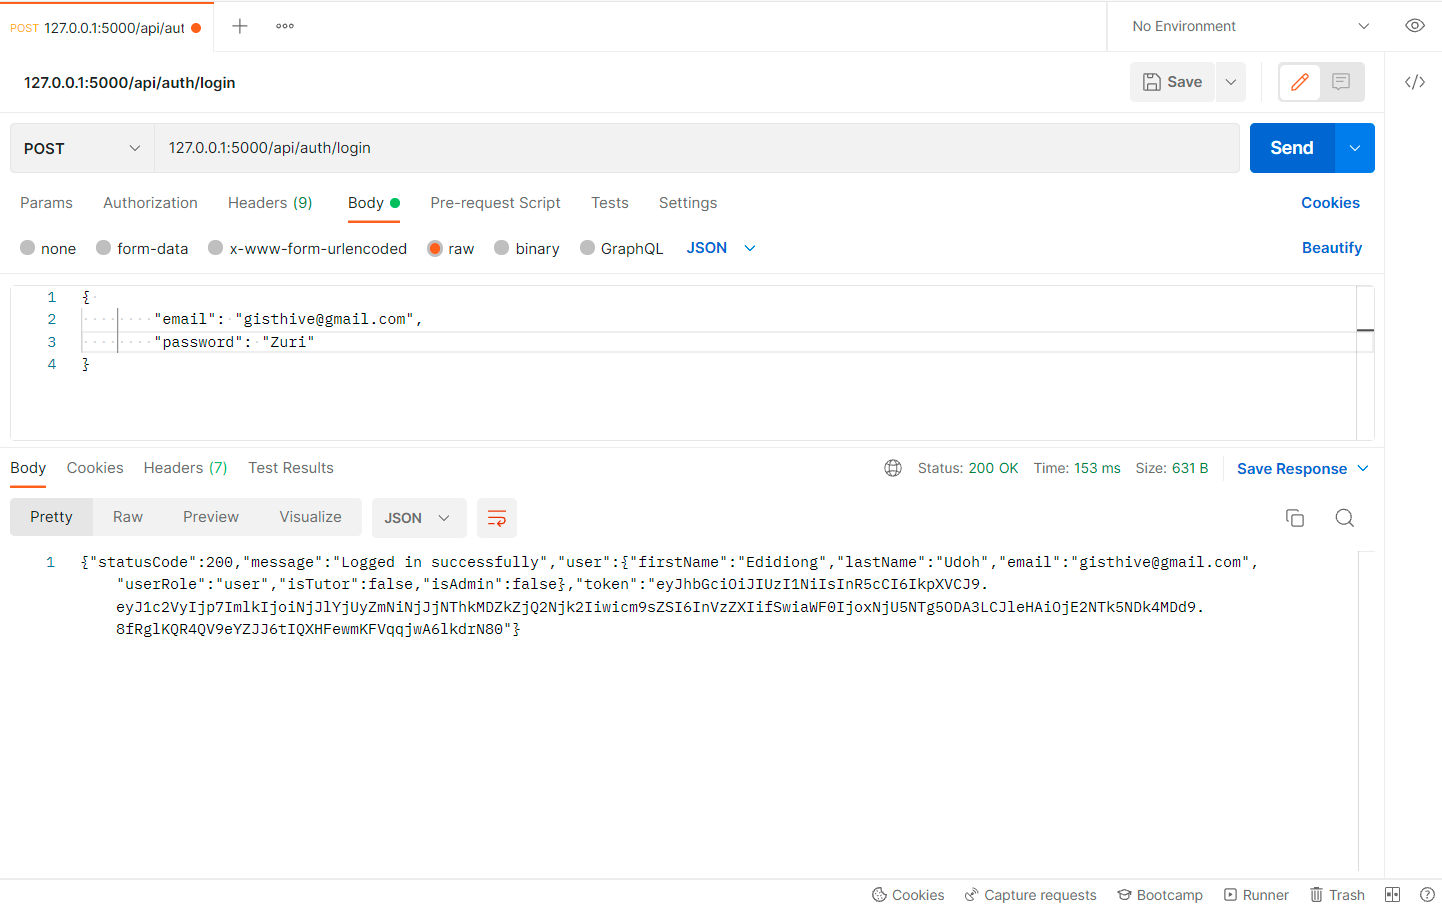 POST 127.0.0.1:5000/api/aut
No Environment
127.0.0.1:5000/api/auth/login
Save
POST 127.0.0.1:5000/api/auth/login Send
Params Authorization Headers (9) Body Pre-request Script Tests Settings Cookies
none form-data x-www-form-urlencoded raw binary GraphQL JSON Beautify
1 {
2 "email": "gisthive@gmail.com",
3 "password": "Zuri"
4 }
Body Cookies Headers (7) Test Results Status: 200 OK Time: 153 ms Size: 631 B Save Response
Pretty Raw Preview Visualize JSON
1 {"statusCode":200,"message":"Logged in successfully","user":{"firstName":"Edidiong","lastName":"Udoh","email":"gisthive@gmail.com",
"userRole":"user","isTutor":false,"isAdmin":false},"token":"eyJhbGciOiJIUzI1NiIsInR5cCI6IkpXVCJ9.
eyJ1c2VyIjp7ImlkIjoiNjJlYjUyZmNiNjJjNThkMDZkZjQ2Njk2Iiwicm9sZSI6InVzZXIifSwiaWF0IjoxNjU5NTg5ODA3LCJleHAiOjE2NTk5NDk4MDd9.
8fRglKQR4QV9eYZJJ6tIQXHFewmKFVqqjwA6lkdrN80"}
Cookies Capture requests Bootcamp Runner Trash